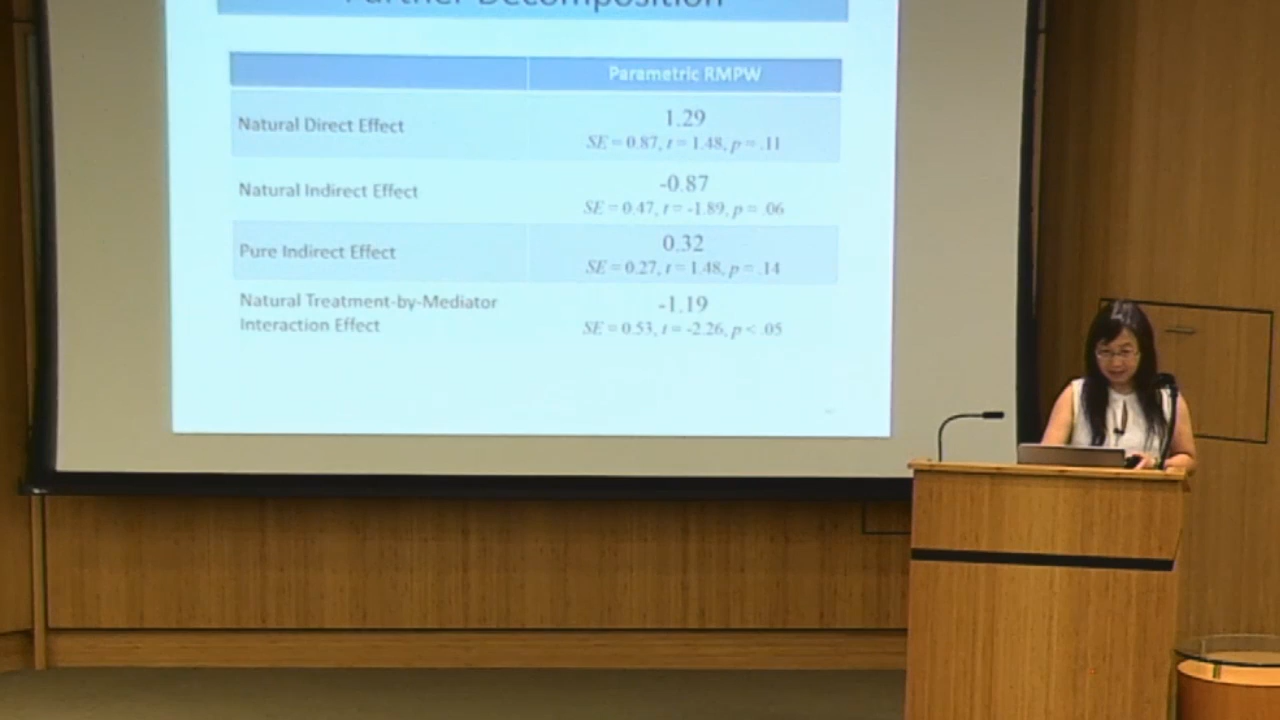 Further Decomposition
Parametric RMPW
Natural Direct Effect
1.29
SE = 0.87, t = 1.48, p = .11
Natural Indirect Effect
-0.87
SE = 0.47, t = -1.89, p = .06
Pure Indirect Effect
0.32
SE = 0.27, t = 1.48, p = .14
Natural Treatment-by-Mediator
Interaction Effect
-1.19
SE = 0.53, t = -2.26, p < .05